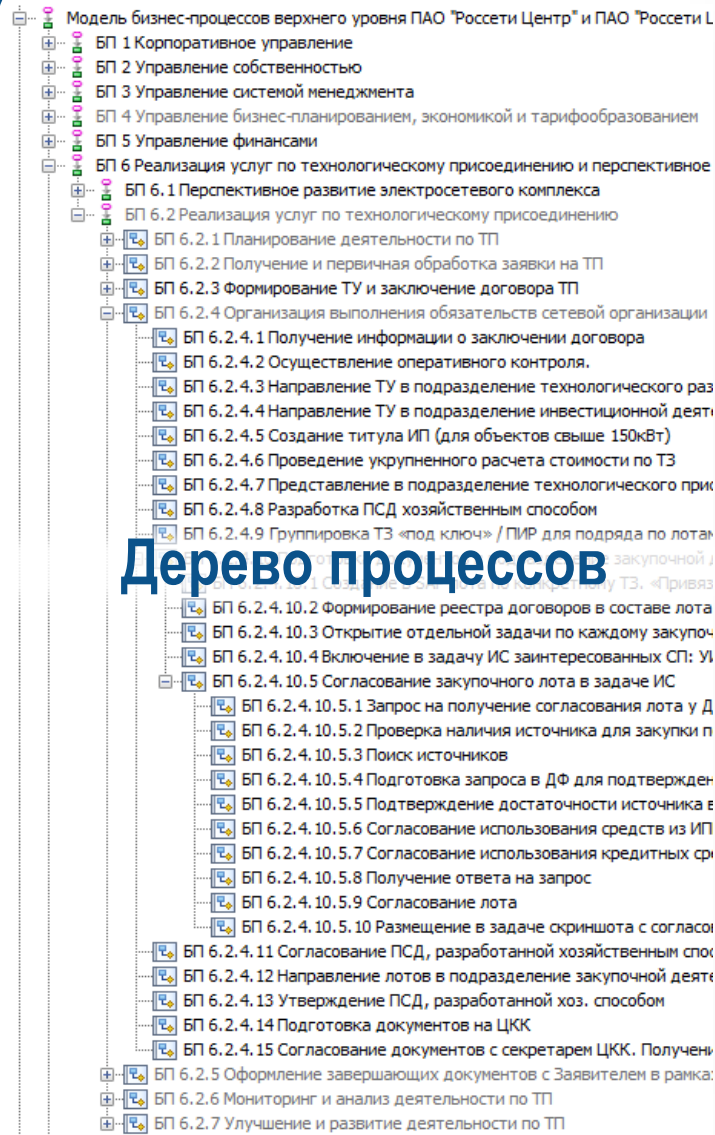 Модель бизнес-процессов верхнего уровня ПАО "Россети Центр" и ПАО "Россети
БП 1 Корпоративное управление
БП 2 Управление собственностью
БП 3 Управление системой менеджмента
БП 4 Управление бизнес-планированием, экономикой и тарифообразованием
БП 5 Управление финансами
БП 6 Реализация услуг по технологическому присоединению и перспективное
БП 6.1 Перспективное развитие электросетевого комплекса
БП 6.2 Реализация услуг по технологическому присоединению
БП 6.2.1 Планирование деятельности по ТП
БП 6.2.2 Получение и первичная обработка заявки на ТП
БП 6.2.3 Формирование ТУ и заключение договора ТП
БП 6.2.4 Организация выполнения обязательств сетевой организации
БП 6.2.4.1 Получение информации о заключении договора
БП 6.2.4.2 Осуществление оперативного контроля.
БП 6.2.4.3 Направление ТУ в подразделение технологического раз
БП 6.2.4.4 Направление ТУ в подразделение инвестиционной деят
БП 6.2.4.5 Создание титула ИП (для объектов свыше 150кВт)
БП 6.2.4.6 Проведение укрупненного расчета стоимости по ТЗ
БП 6.2.4.7 Представление в подразделение технологического при
БП 6.2.4.8 Разработка ПСД хозяйственным способом
БП 6.2.4.9 Группировка ТЗ «под ключ» / ПИР для подряда по лотам
Дерево процессов
закупочной
ТЗ. «Привяз
БП 6.2.4.10.2 Формирование реестра договоров в составе лота
БП 6.2.4.10.3 Открытие отдельной задачи по каждому закупоч
БП 6.2.4.10.4 Включение в задачу ИС заинтересованных СП: УИ
БП 6.2.4.10.5 Согласование закупочного лота в задаче ИС
БП 6.2.4.10.5.1 Запрос на получение согласования лота у Д
БП 6.2.4.10.5.2 Проверка наличия источника для закупки п
БП 6.2.4.10.5.3 Поиск источников
БП 6.2.4.10.5.4 Подготовка запроса в ДФ для подтвержден
БП 6.2.4.10.5.5 Подтверждение достаточности источника в
БП 6.2.4.10.5.6 Согласование использования средств из ИП
БП 6.2.4.10.5.7 Согласование использования кредитных ср
БП 6.2.4.10.5.8 Получение ответа на запрос
БП 6.2.4.10.5.9 Согласование лота
БП 6.2.4.10.5.10 Размещение в задаче скриншота с согласо
БП 6.2.4.11 Согласование ПСД, разработанной хозяйственным спо
БП 6.2.4.12 Направление лотов в подразделение закупочной деят
БП 6.2.4.13 Утверждение ПСД, разработанной хоз. способом
БП 6.2.4.14 Подготовка документов на ЦКК
БП 6.2.4.15 Согласование документов с секретарем ЦКК. Получени
БП 6.2.5 Оформление завершающих документов с Заявителем в рамка
БП 6.2.6 Мониторинг и анализ деятельности по ТП
БП 6.2.7 Улучшение и развитие деятельности по ТП